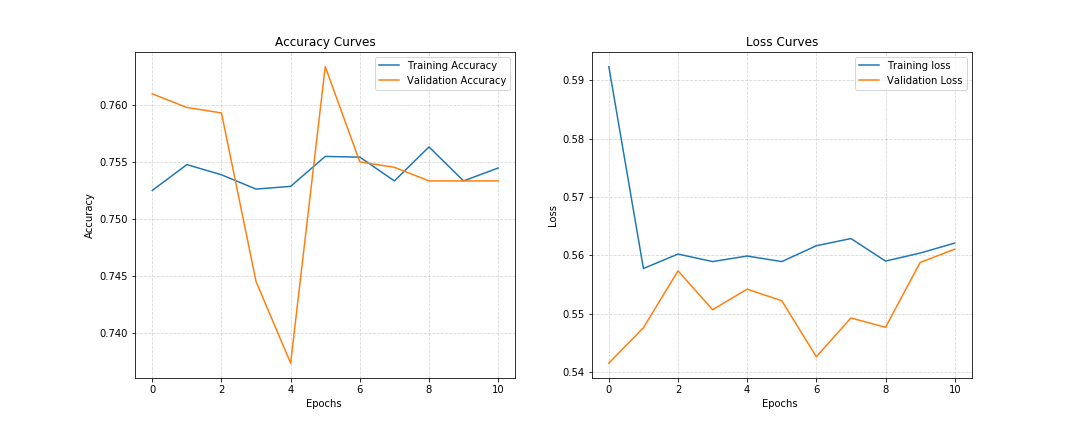 Accuracy Curves
Training Accuracy
Validation Accuracy
0.760
0.755
0.750
0.745
0.740
Accuracy
0 2 4 6 8 10
Epochs
Loss Curves
Training loss
Validation Loss
0.59
0.58
0.57
0.56
0.55
0.54
Loss
0 2 4 6 8 10
Epochs